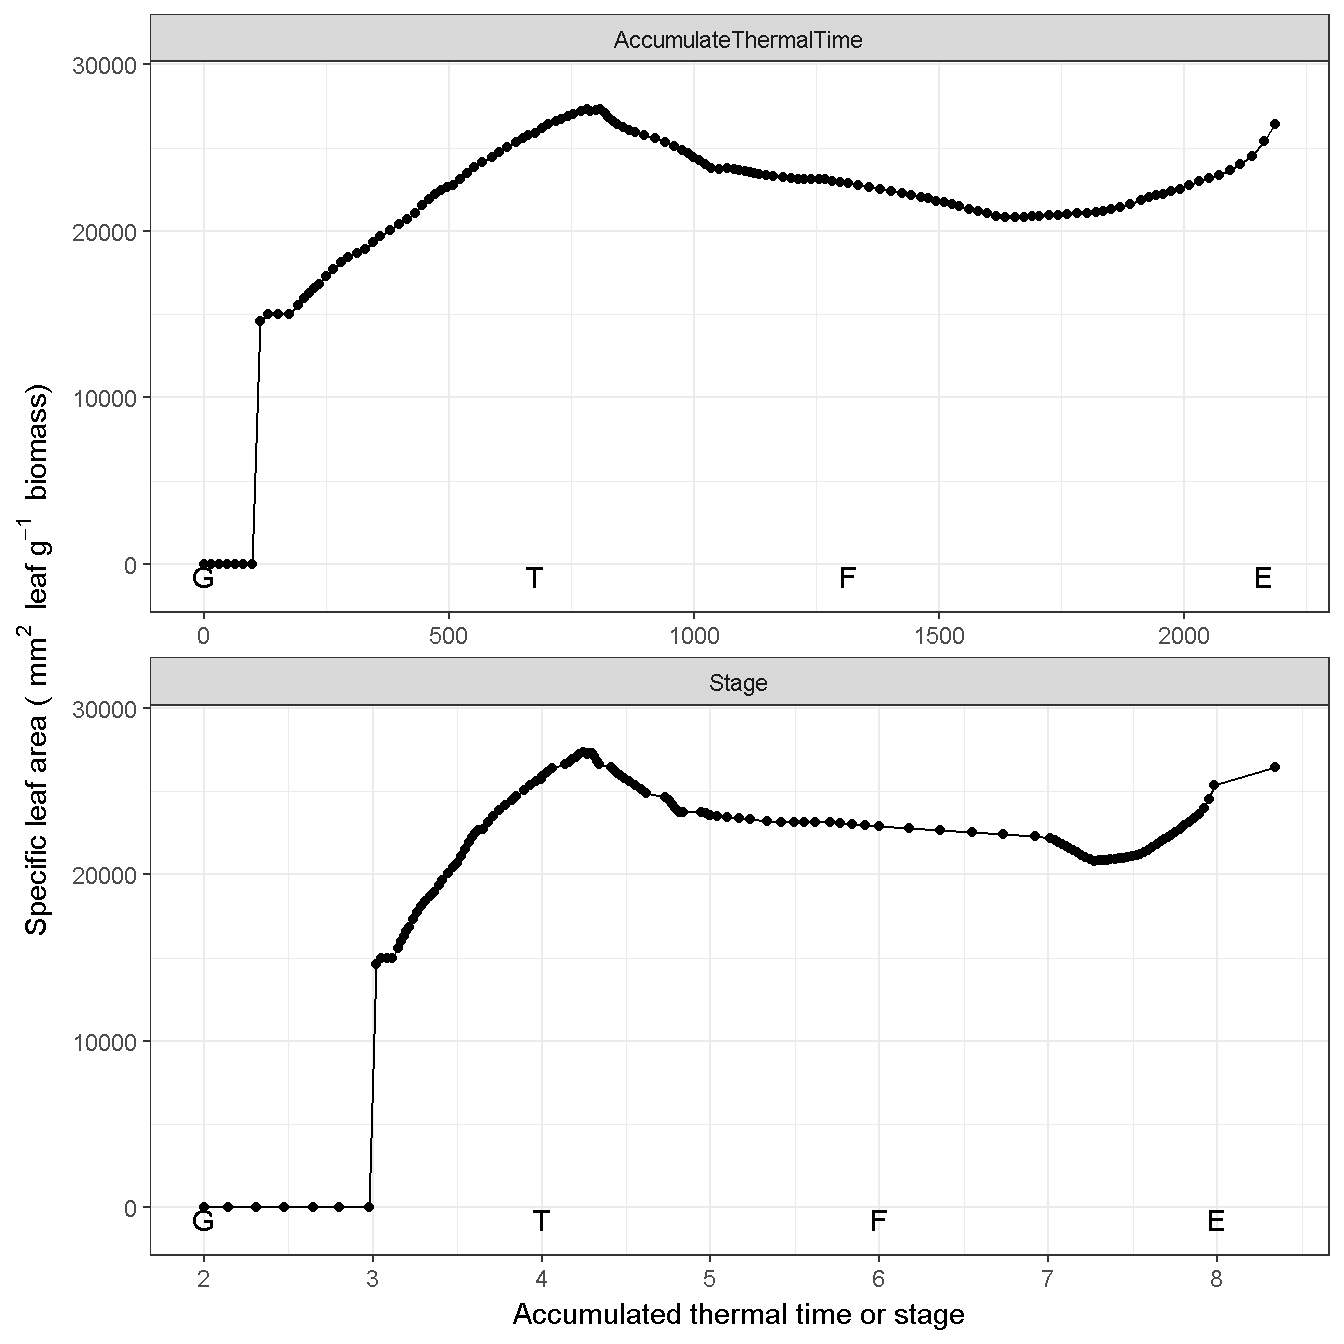 AccumulateThermalTime
30000
20000
10000
0
G T F E
0 500 1000 1500 2000
Specific leaf area ( mm² leaf g⁻¹ biomass)
Stage
30000
20000
10000
0
G T F E
2 3 4 5 6 7 8
Accumulated thermal time or stage